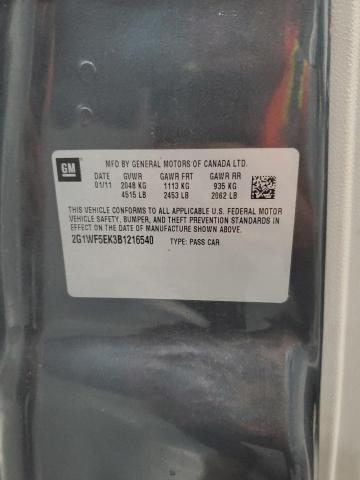 GM
MFD BY GENERAL MOTORS OF CANADA LTD.
DATE GVWR GAWR FRT GAWR RR
01/11 2048 KG 1113 KG 935 KG
4515 LB 2453 LB 2062 LB
THIS VEHICLE CONFORMS TO ALL APPLICABLE U.S. FEDERAL MOTOR
VEHICLE SAFETY, BUMPER, AND THEFT PREVENTION STANDARDS IN
EFFECT ON THE DATE OF MANUFACTURE SHOWN ABOVE.
2G1WF5EK3B1216540 TYPE: PASS CAR